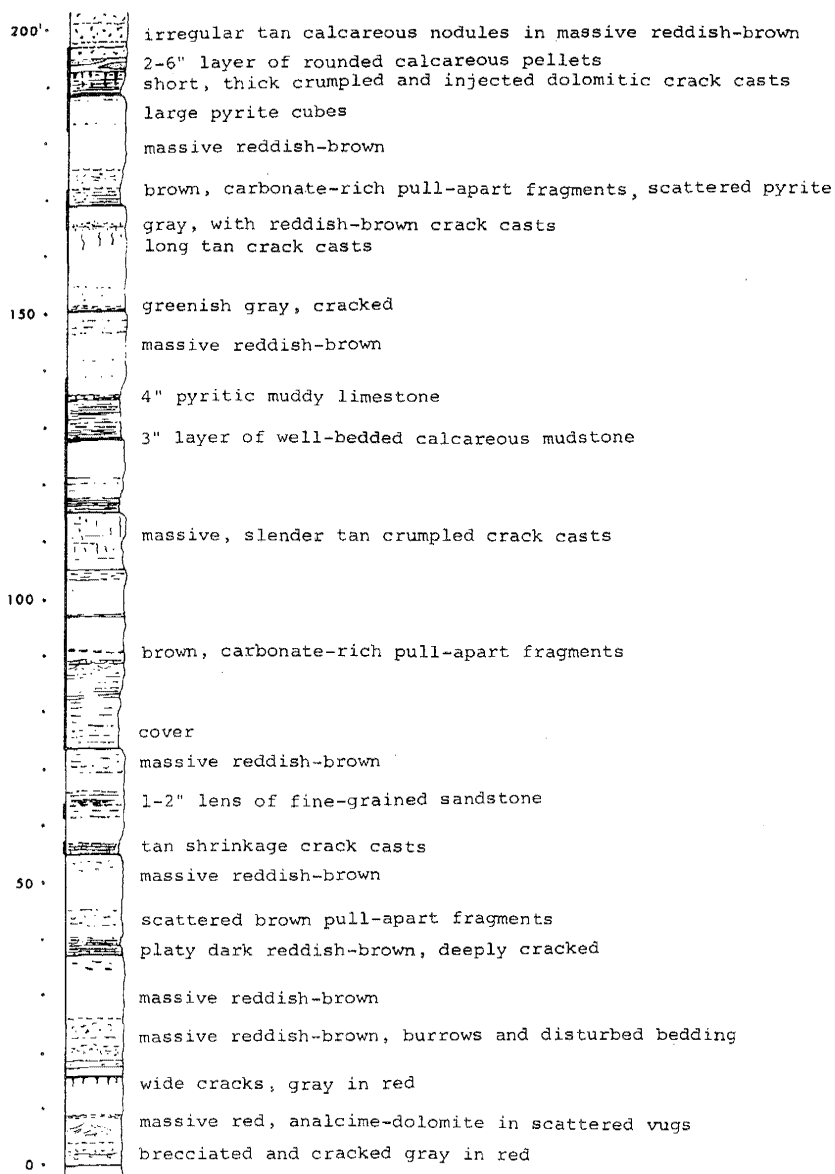 200'
irregular tan calcareous nodules in massive reddish-brown
2-6" layer of rounded calcareous pellets
short, thick crumpled and injected dolomitic crack casts
large pyrite cubes
massive reddish-brown
brown, carbonate-rich pull-apart fragments, scattered pyrite
gray, with reddish-brown crack casts
long tan crack casts
greenish gray, cracked
150
massive reddish-brown
4" pyritic muddy limestone
3" layer of well-bedded calcareous mudstone
massive, slender tan crumpled crack casts
100
brown, carbonate-rich pull-apart fragments
cover
massive reddish-brown
1-2" lens of fine-grained sandstone
tan shrinkage crack casts
massive reddish-brown
50
scattered brown pull-apart fragments
platy dark reddish-brown, deeply cracked
massive reddish-brown
massive reddish-brown, burrows and disturbed bedding
wide cracks, gray in red
massive red, analcime-dolomite in scattered vugs
brecciated and cracked gray in red
0